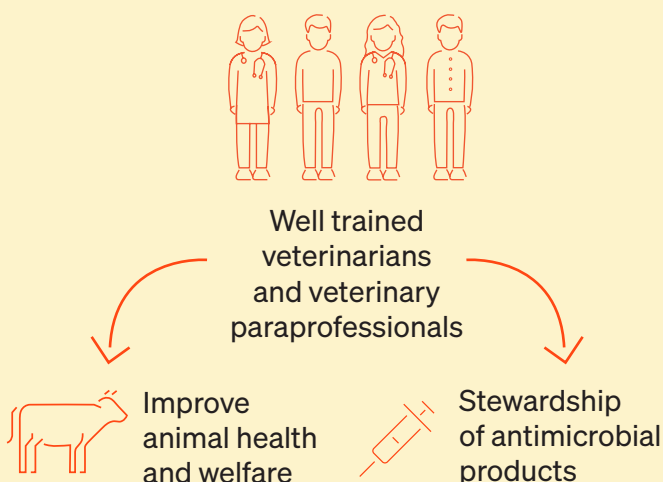 Well trained
veterinarians
and veterinary
paraprofessionals
Improve
animal health
and welfare
Stewardship
of antimicrobial
products